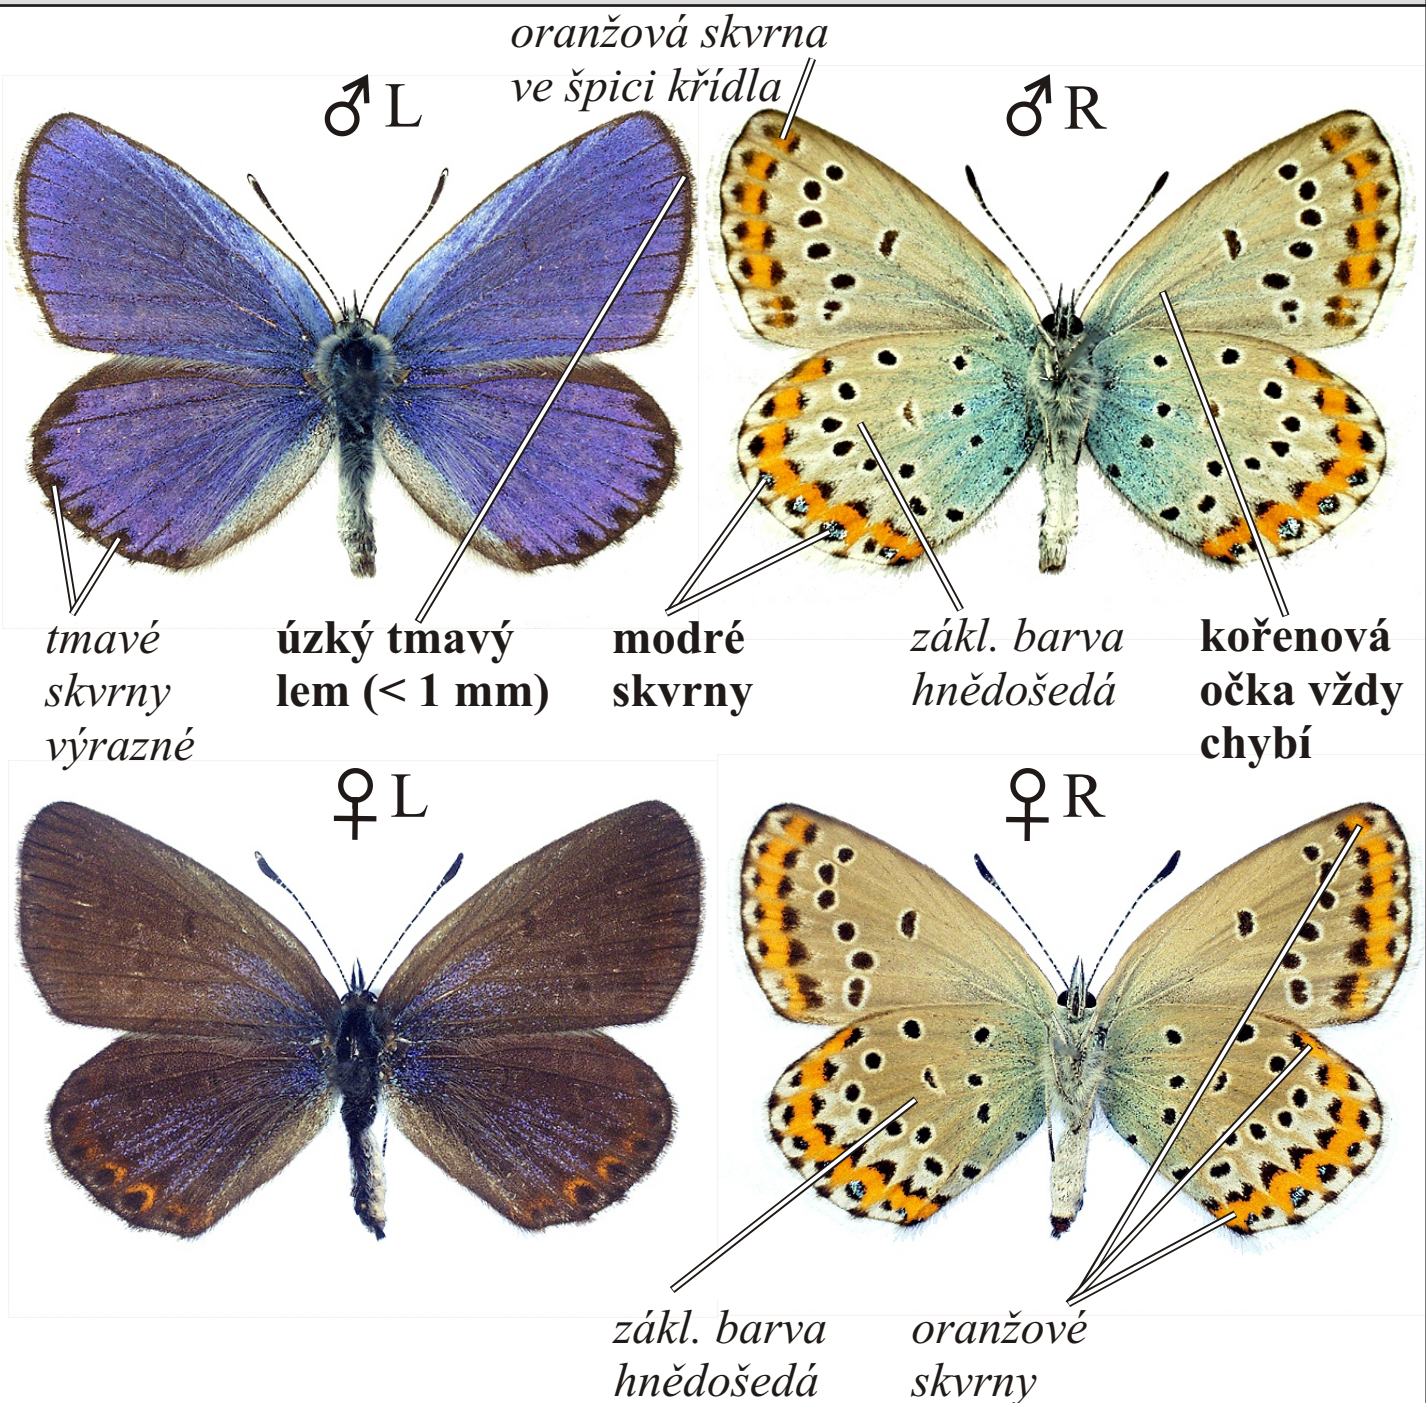 oranžová skvrna
ve špici křídla
♂ L
♂ R
tmavé
skvrny
výrazné
úzký tmavý
lem (< 1 mm)
modré
skvrny
zákl. barva
hnědošedá
kořenová
očka vždy
chybí
♀ L
♀ R
zákl. barva
hnědošedá
oranžové
skvrny